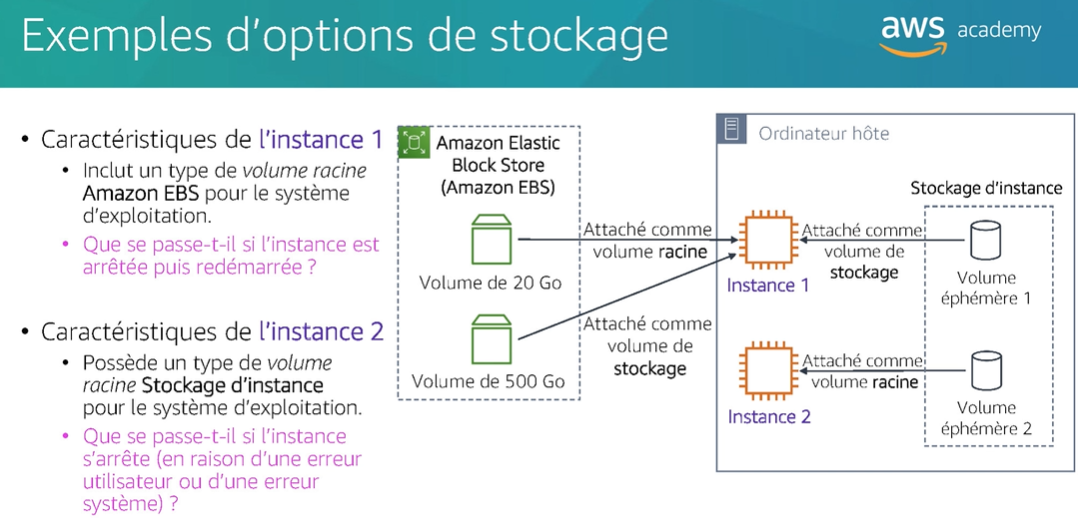 Exemples d'options de stockage
aws academy
• Caractéristiques de l'instance 1
• Inclut un type de volume racine
Amazon EBS pour le système
d'exploitation.
• Que se passe-t-il si l'instance est
arrêtée puis redémarrée ?
• Caractéristiques de l'instance 2
• Possède un type de volume
racine Stockage d'instance
pour le système d'exploitation.
• Que se passe-t-il si l'instance
s'arrête (en raison d'une erreur
utilisateur ou d'une erreur
système) ?
Amazon Elastic
Block Store
(Amazon EBS)
Volume de 20 Go
Volume de 500 Go
Attaché comme
volume racine
Attaché comme
volume de
stockage
Ordinateur hôte
Stockage d'instance
Instance 1
Attaché comme
volume de
stockage
Volume
éphémère 1
Instance 2
Attaché comme
volume racine
Volume
éphémère 2